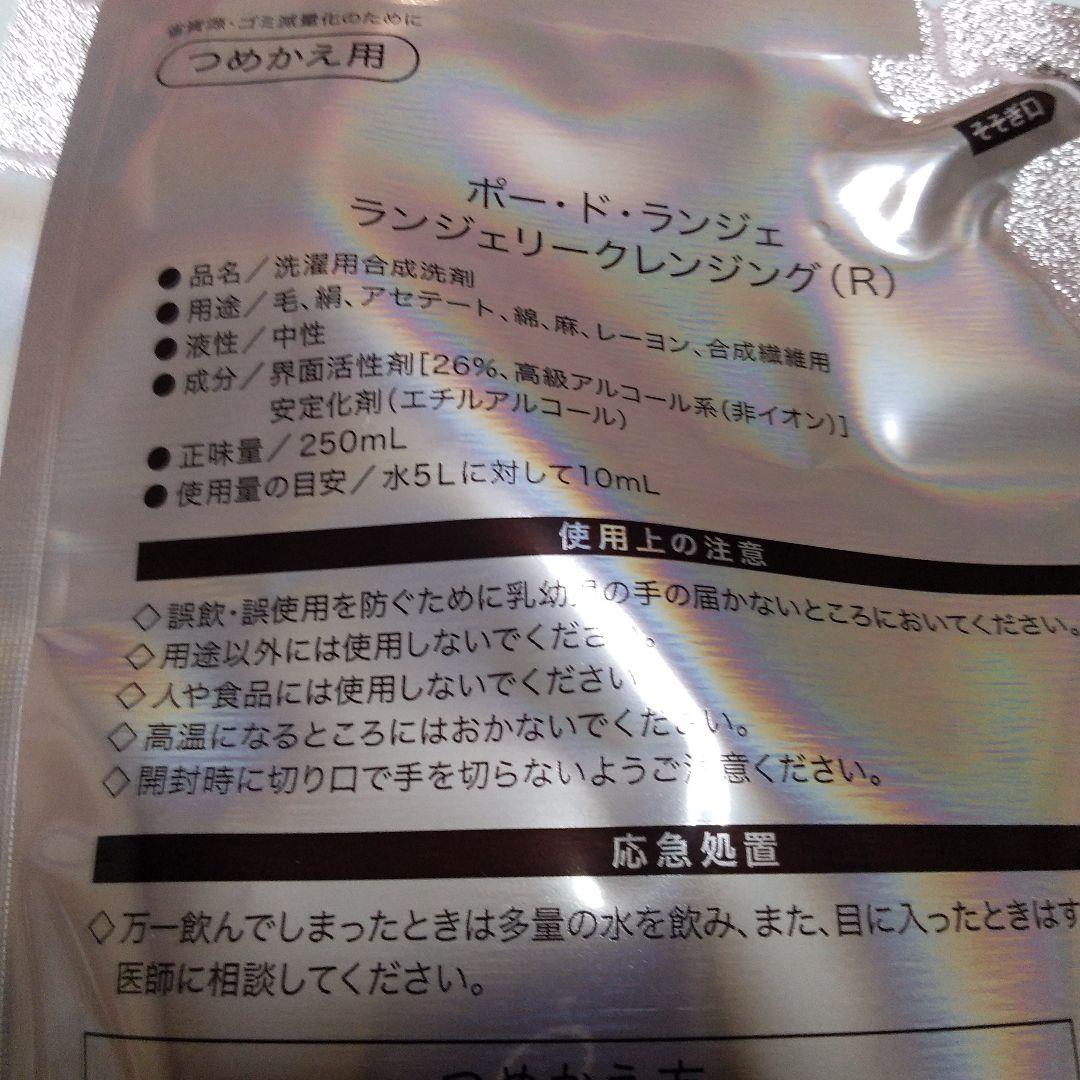 省資源・ゴミ減量化のために
つめかえ用
そそぎ口
ポー・ド・ランジェ
ランジェリークレンジング(R)
●品名/洗濯用合成洗剤
●用途/毛、絹、アセテート、綿、麻、レーヨン、合成繊維用
●液性/中性
●成分/界面活性剤[26%、高級アルコール系(非イオン)]
安定化剤(エチルアルコール)
●正味量/250mL
●使用量の目安/水5Lに対して10mL
使用上の注意
◇誤飲・誤使用を防ぐために乳幼児の手の届かないところにおいてください。
◇用途以外には使用しないでください。
◇人や食品には使用しないでください
◇高温になるところにはおかないでください。
◇開封時に切り口で手を切らないようご注意ください。
応急処置
◇万一飲んでしまったときは多量の水を飲み、また、目に入ったときはす
医師に相談してください。
つめかえ方